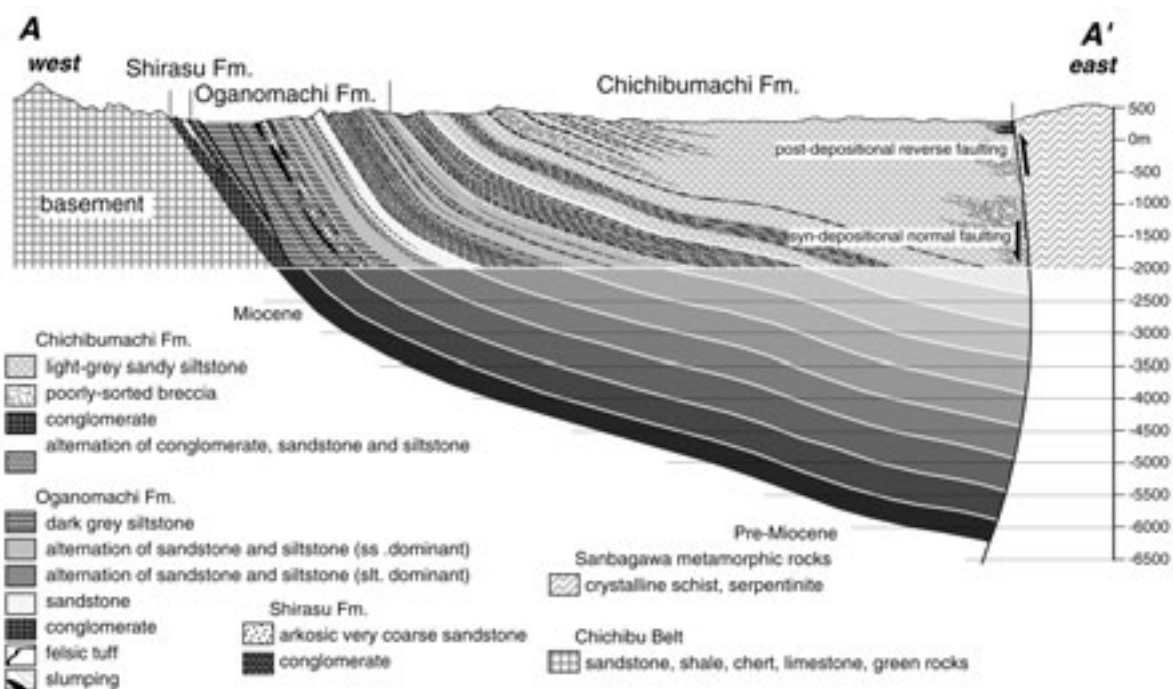 A
west
A'
east
Shirasu Fm.
Oganomachi Fm.
Chichibumachi Fm.
500
0m
-500
-1000
-1500
-2000
-2500
-3000
-3500
-4000
-4500
-5000
-5500
-6000
-6500
post-depositional reverse faulting
basement
syn-depositional normal faulting
Miocene
Pre-Miocene
Chichibumachi Fm.
light-grey sandy siltstone
poorly-sorted breccia
conglomerate
alternation of conglomerate, sandstone and siltstone
Oganomachi Fm.
dark grey siltstone
alternation of sandstone and siltstone (ss .dominant)
alternation of sandstone and siltstone (slt. dominant)
sandstone
conglomerate
felsic tuff
slumping
Shirasu Fm.
arkosic very coarse sandstone
conglomerate
Sanbagawa metamorphic rocks
crystalline schist, serpentinite
Chichibu Belt
sandstone, shale, chert, limestone, green rocks